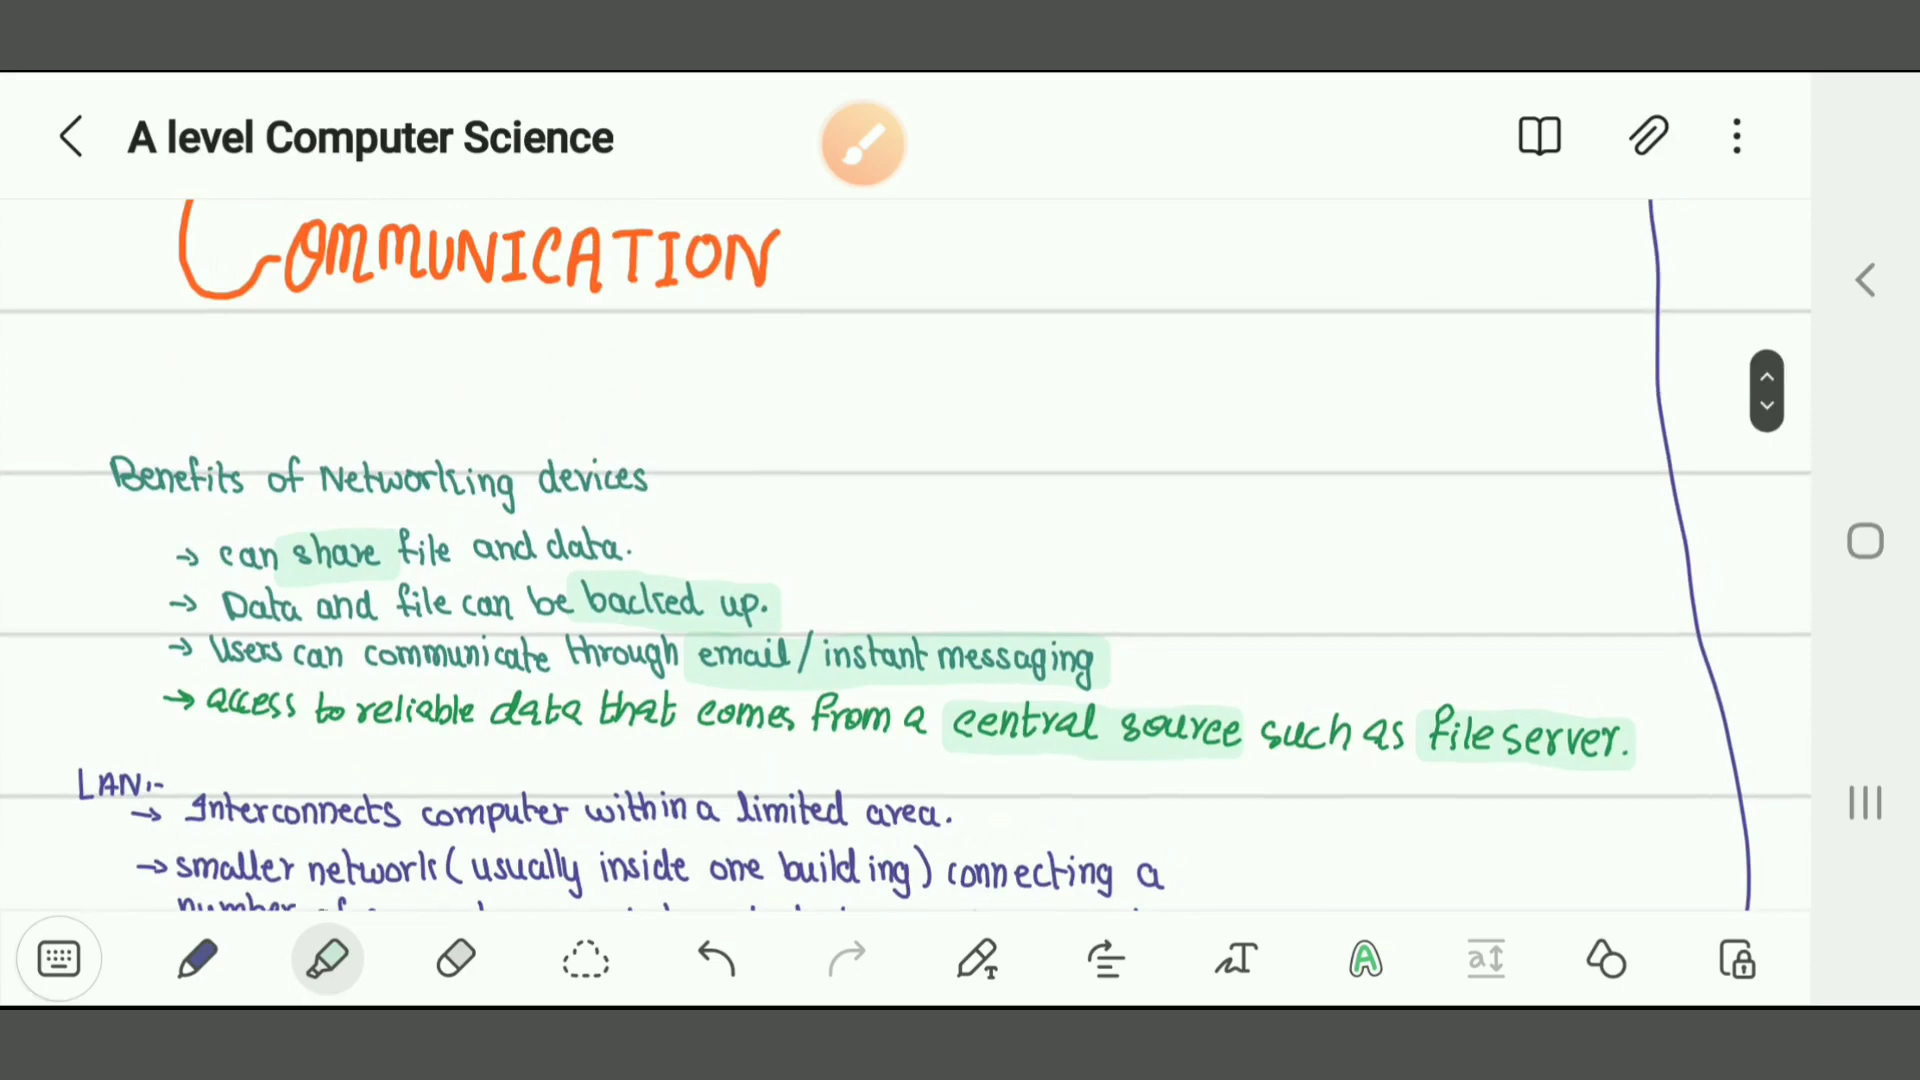 A level Computer Science
COMMUNICATION
Benefits of Networking devices
→ can share file and data.
→ Data and file can be backed up.
→ Users can communicate through email/instant messaging
→ access to reliable data that comes from a central source such as file server.
LAN:-
→ Interconnects computer within a limited area.
→ smaller network (usually inside one building) connecting a
number of